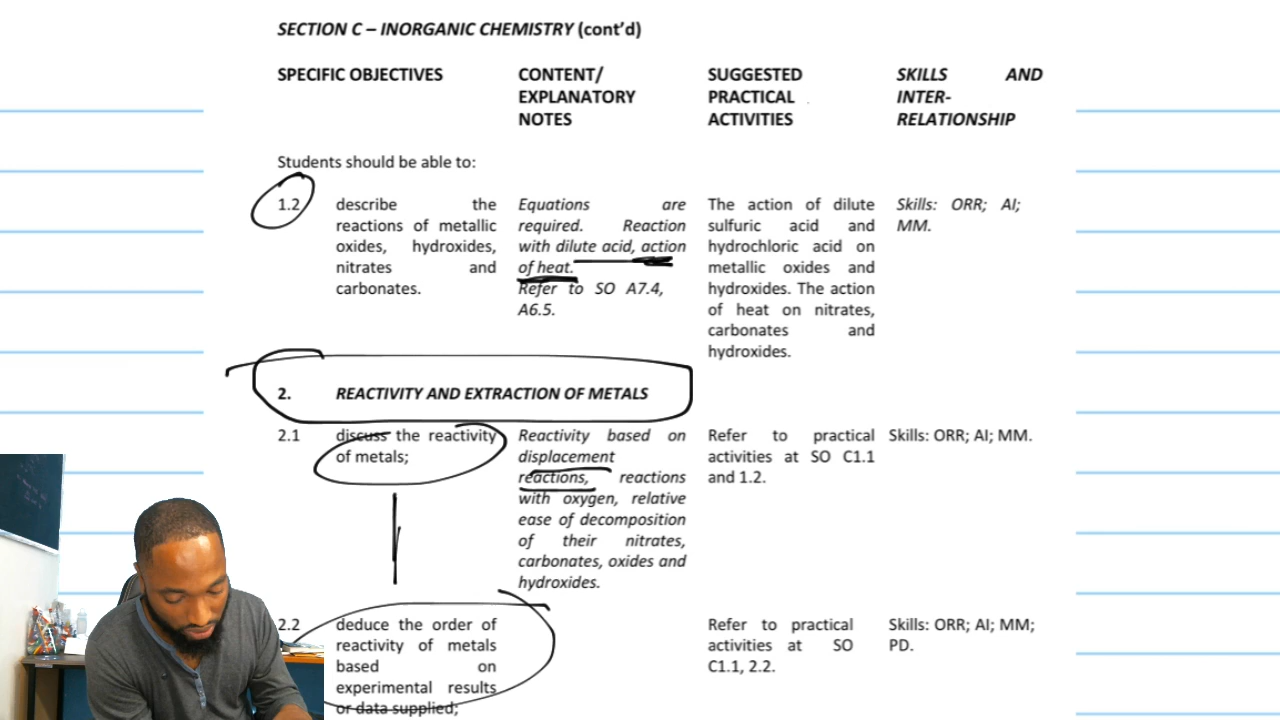 SECTION C – INORGANIC CHEMISTRY (cont’d)
SPECIFIC OBJECTIVES
CONTENT/
EXPLANATORY
NOTES
SUGGESTED
PRACTICAL
ACTIVITIES
SKILLS AND
INTER-
RELATIONSHIP
Students should be able to:
1.2
describe the
reactions of metallic
oxides, hydroxides,
nitrates and
carbonates.
Equations are
required. Reaction
with dilute acid, action
of heat.
Refer to SO A7.4,
A6.5.
The action of dilute
sulfuric acid and
hydrochloric acid on
metallic oxides and
hydroxides. The action
of heat on nitrates,
carbonates and
hydroxides.
Skills: ORR; AI;
MM.
2. REACTIVITY AND EXTRACTION OF METALS
2.1
discuss the reactivity
of metals;
Reactivity based on
displacement
reactions, reactions
with oxygen, relative
ease of decomposition
of their nitrates,
carbonates, oxides and
hydroxides.
Refer to practical
activities at SO C1.1
and 1.2.
Skills: ORR; AI; MM.
2.2
deduce the order of
reactivity of metals
based on
experimental results
or data supplied;
Refer to practical
activities at SO
C1.1, 2.2.
Skills: ORR; AI; MM;
PD.